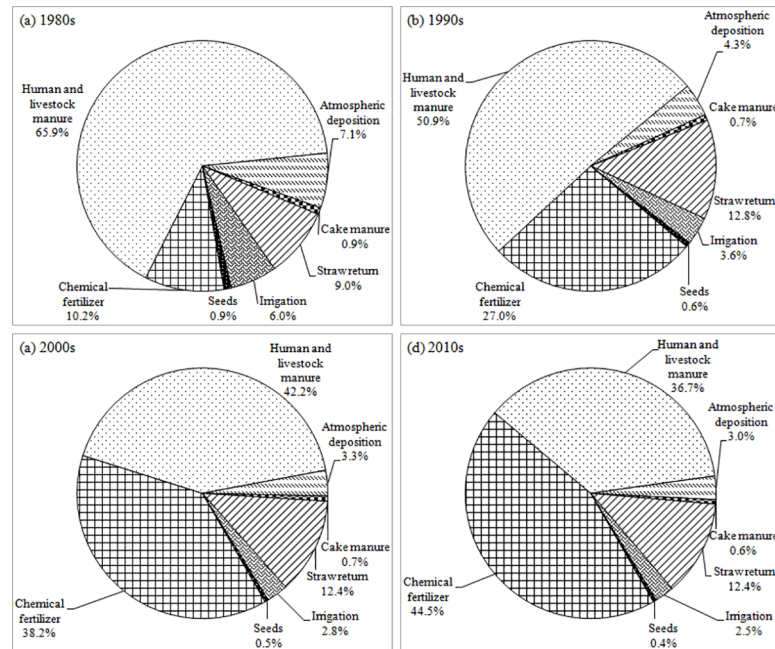 (a) 1980s
Human and
livestock
manure
65.9%
Atmospheric
deposition
7.1%
Cake manure
0.9%
Straw return
9.0%
Irrigation
6.0%
Seeds
0.9%
Chemical
fertilizer
10.2%
(b) 1990s
Human and
livestock
manure
50.9%
Atmospheric
deposition
4.3%
Cake manure
0.7%
Straw return
12.8%
Irrigation
3.6%
Seeds
0.6%
Chemical
fertilizer
27.0%
(a) 2000s
Human and
livestock
manure
42.2%
Atmospheric
deposition
3.3%
Cake manure
0.7%
Straw return
12.4%
Irrigation
2.8%
Seeds
0.5%
Chemical
fertilizer
38.2%
(d) 2010s
Human and
livestock
manure
36.7%
Atmospheric
deposition
3.0%
Cake manure
0.6%
Straw return
12.4%
Irrigation
2.5%
Seeds
0.4%
Chemical
fertilizer
44.5%